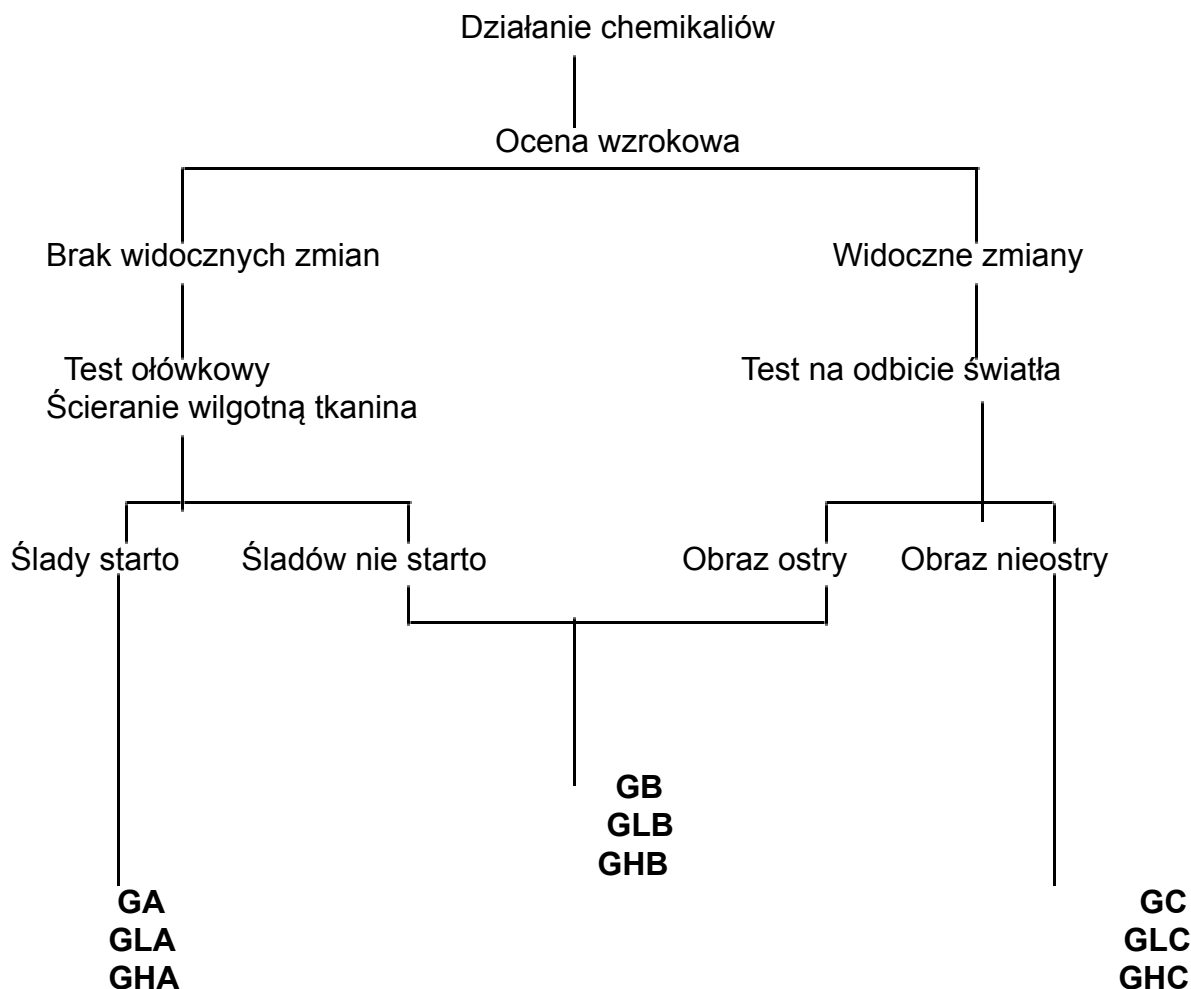 Działanie chemikaliów
Ocena wzrokowa
Brak widocznych zmian
Widoczne zmiany
Test ołówkowy
Ścieranie wilgotną tkanina
Test na odbicie światła
Ślady starto
Śladów nie starto
Obraz ostry
Obraz nieostry
GB
GLB
GHB
GA
GLA
GHA
GC
GLC
GHC